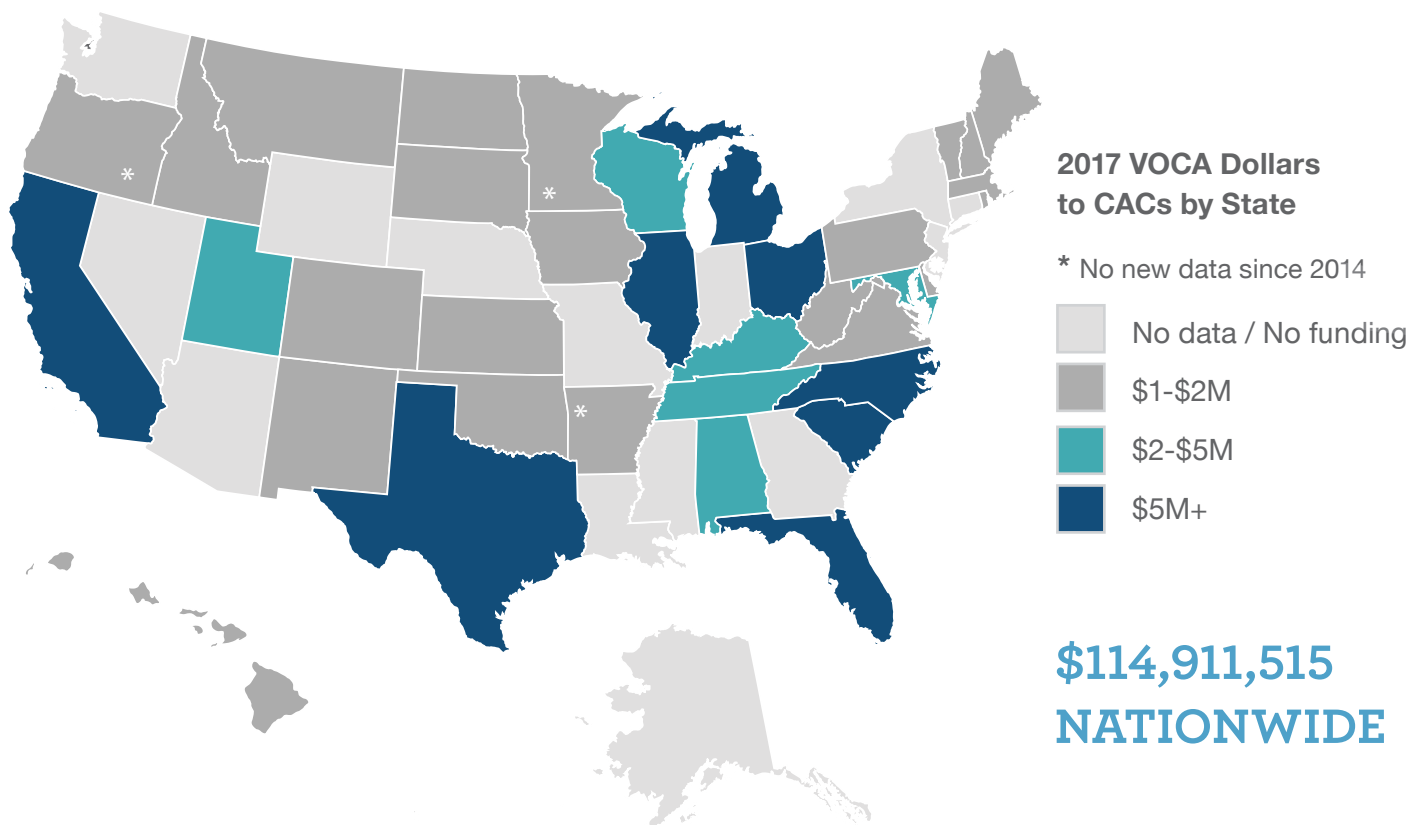 2017 VOCA Dollars
to CACs by State
* No new data since 2014
No data / No funding
$1-$2M
$2-$5M
$5M+
$114,911,515
NATIONWIDE
*
*
*